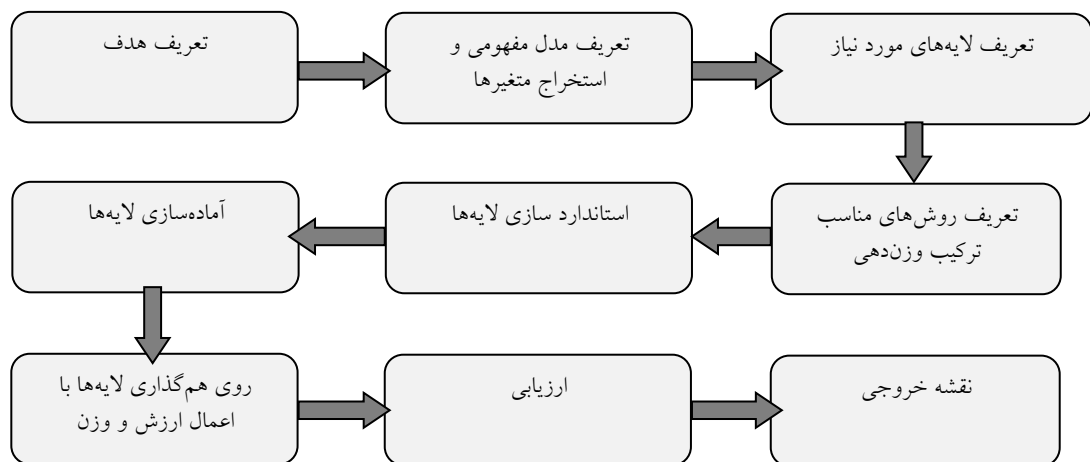 تعریف هدف
تعریف مدل مفهومی و
استخراج متغیرها
تعریف لایه‌های مورد نیاز
تعریف روش‌های مناسب
ترکیب وزن‌دهی
استاندارد سازی لایه‌ها
آماده‌سازی لایه‌ها
روی هم‌گذاری لایه‌ها با
اعمال ارزش و وزن
ارزیابی
نقشه خروجی